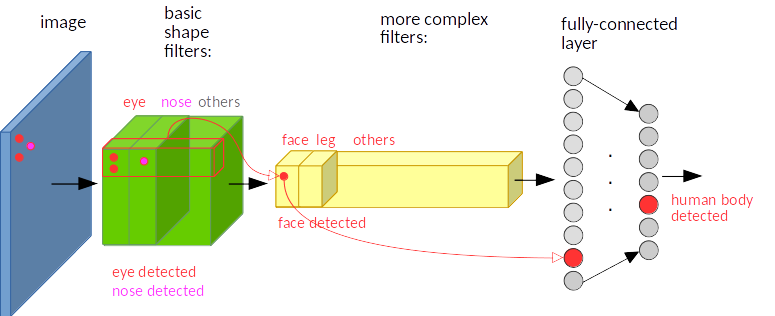 image
basic
shape
filters:
more complex
filters:
fully-connected
layer
eye nose others
face leg others
face detected
human body
detected
eye detected
nose detected